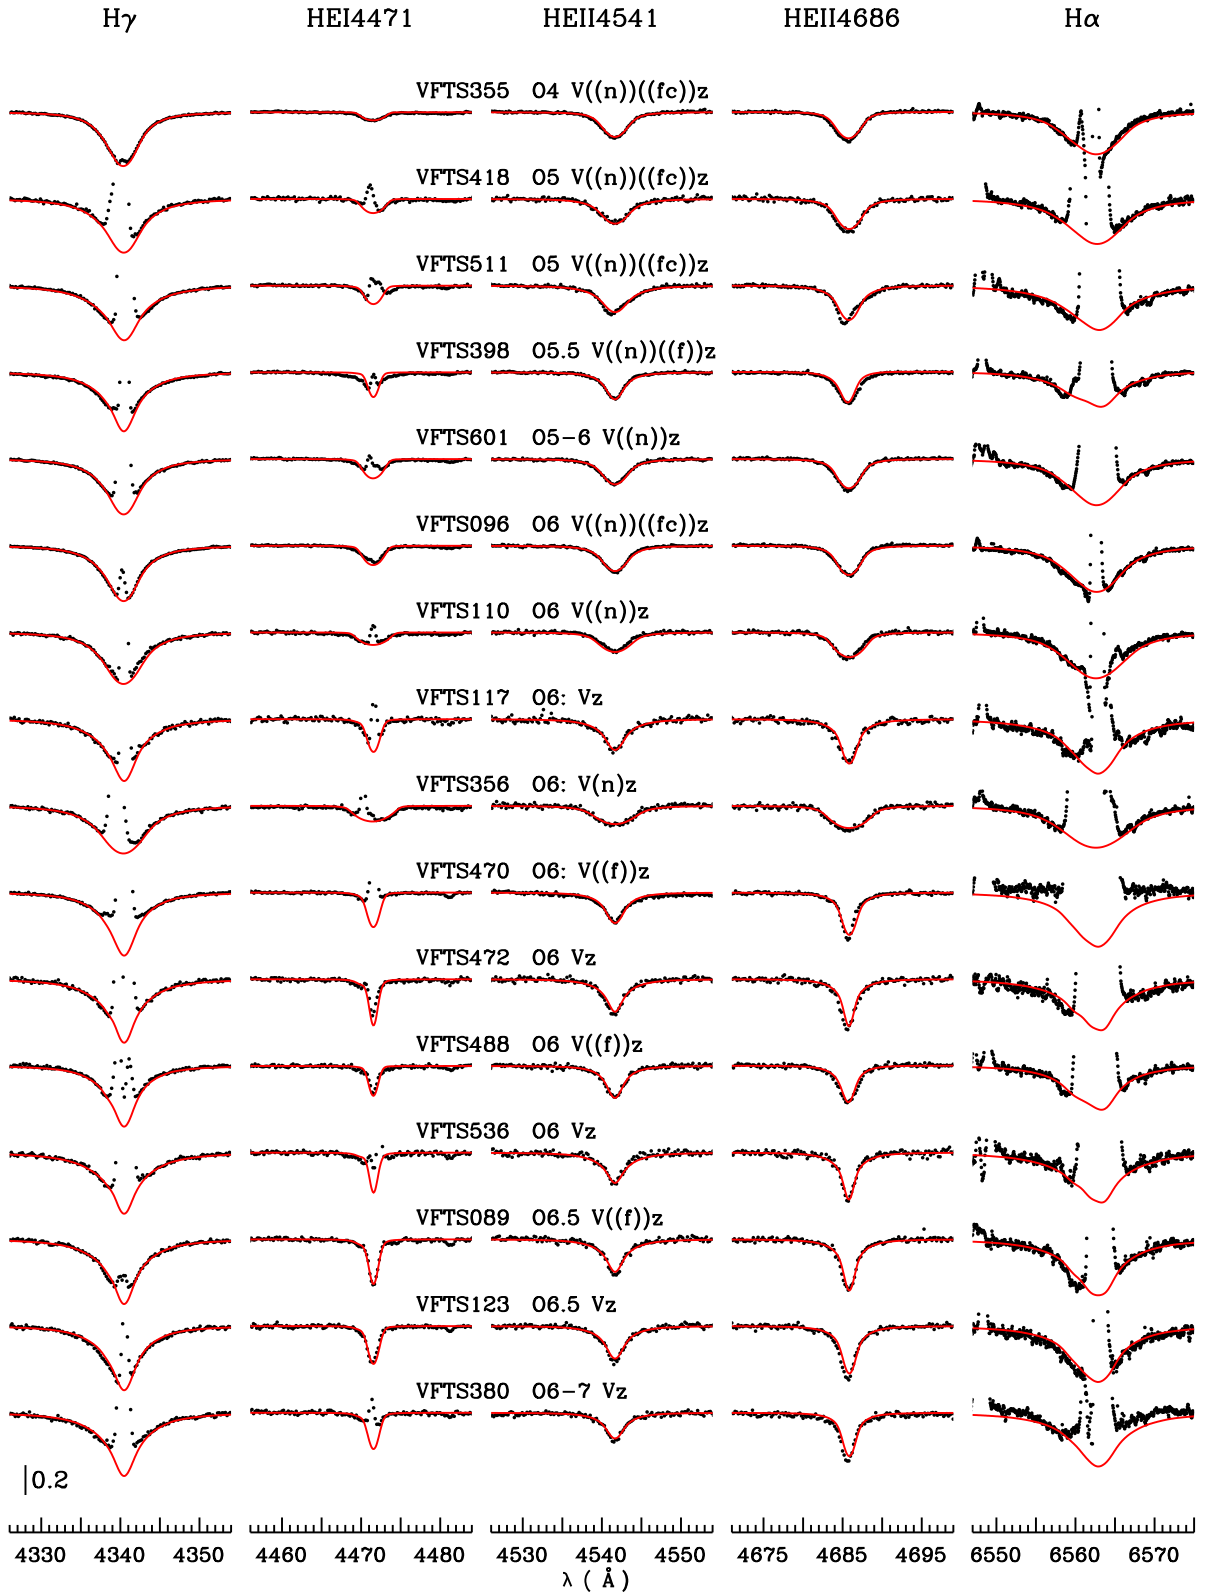 Hγ HEI4471 HEII4541 HEII4686 Hα
VFTS355 O4 V((n))((fc))z
VFTS418 O5 V((n))((fc))z
VFTS511 O5 V((n))((fc))z
VFTS398 O5.5 V((n))((f))z
VFTS601 O5-6 V((n))z
VFTS096 O6 V((n))((fc))z
VFTS110 O6 V((n))z
VFTS117 O6: Vz
VFTS356 O6: V(n)z
VFTS470 O6: V((f))z
VFTS472 O6 Vz
VFTS488 O6 V((f))z
VFTS536 O6 Vz
VFTS089 O6.5 V((f))z
VFTS123 O6.5 Vz
VFTS380 O6-7 Vz
0.2
4330 4340 4350 4460 4470 4480 4530 4540 4550 4675 4685 4695 6550 6560 6570
λ ( Å )